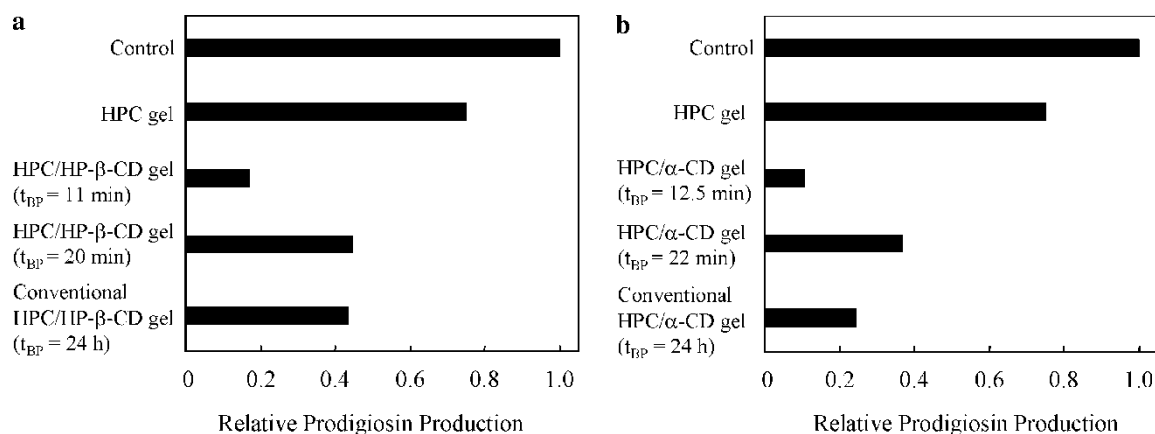 a
Control
HPC gel
HPC/HP-β-CD gel
(tBP = 11 min)
HPC/HP-β-CD gel
(tBP = 20 min)
Conventional
HPC/HP-β-CD gel
(tBP = 24 h)
0 0.2 0.4 0.6 0.8 1.0
Relative Prodigiosin Production
b
Control
HPC gel
HPC/α-CD gel
(tBP = 12.5 min)
HPC/α-CD gel
(tBP = 22 min)
Conventional
HPC/α-CD gel
(tBP = 24 h)
0 0.2 0.4 0.6 0.8 1.0
Relative Prodigiosin Production